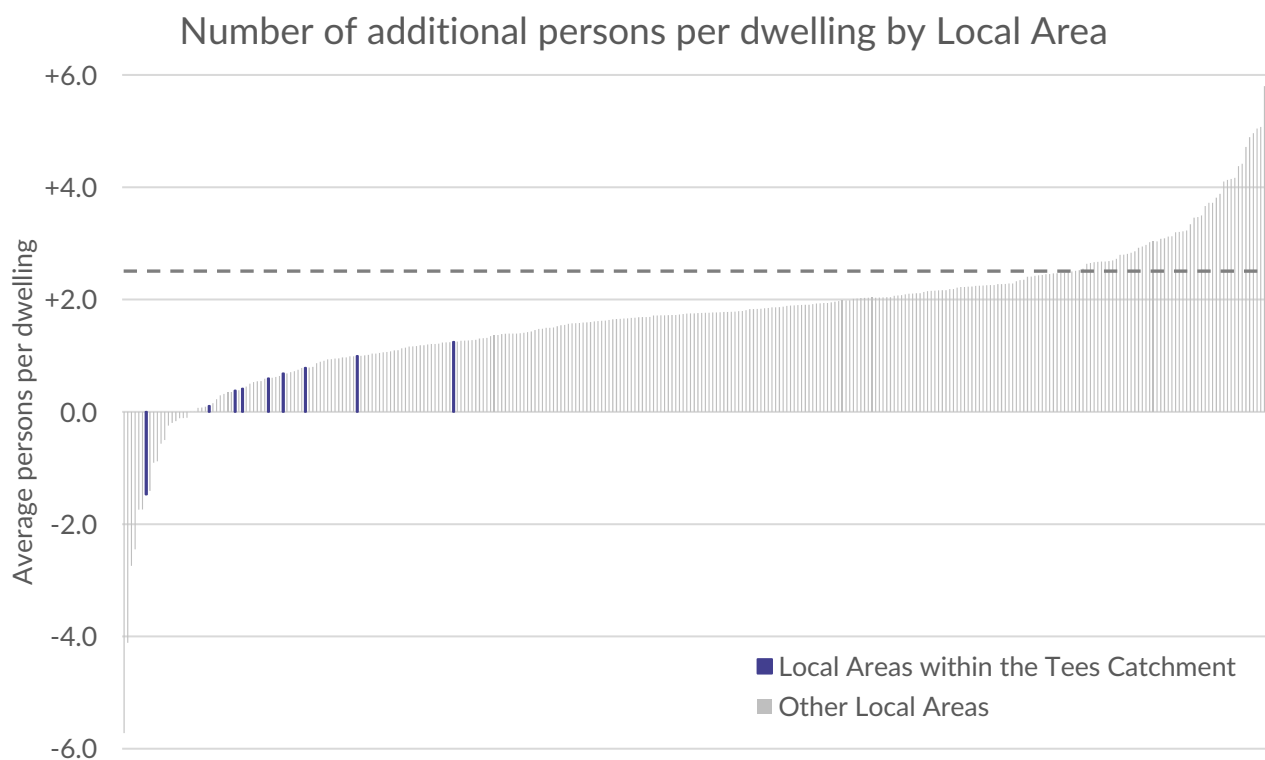 Number of additional persons per dwelling by Local Area
Average persons per dwelling
+6.0
+4.0
+2.0
0.0
-2.0
-4.0
-6.0
Local Areas within the Tees Catchment
Other Local Areas